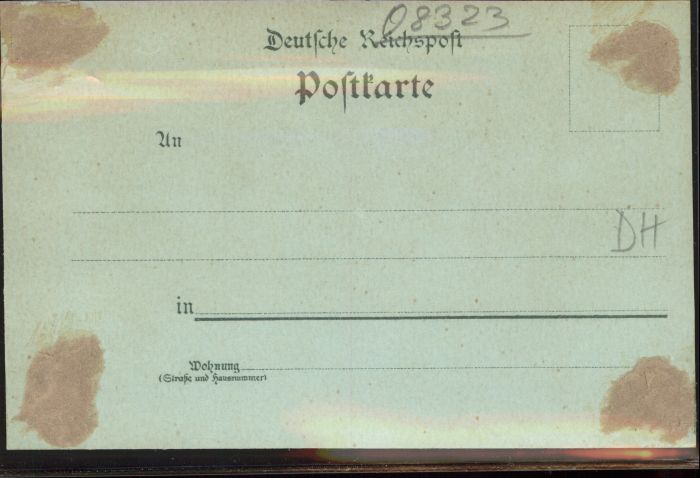 08323
Deutsche Reichspost
Postkarte
An
DH
in
Wohnung
(Straße und Hausnummer)